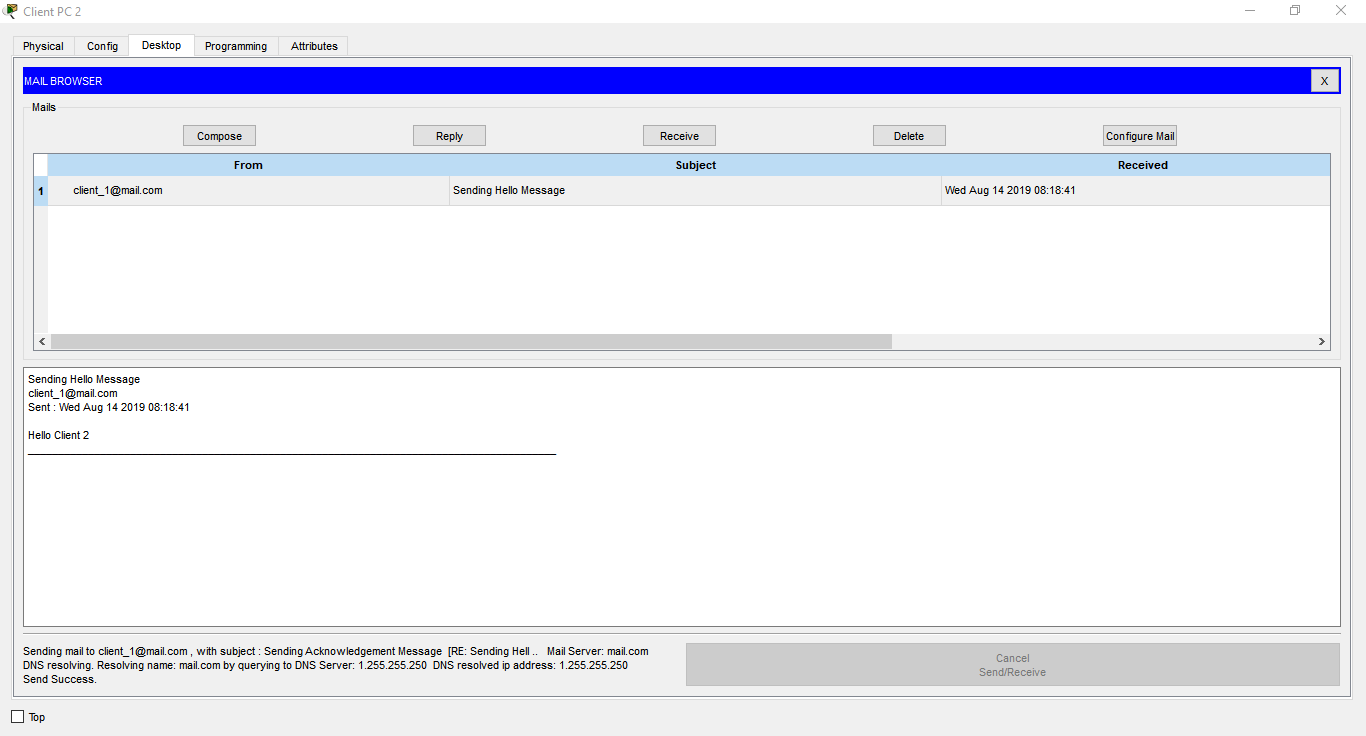 Client PC 2
Physical Config Desktop Programming Attributes
MAIL BROWSER X
Mails
Compose Reply Receive Delete Configure Mail
From Subject Received
1 client_1@mail.com Sending Hello Message Wed Aug 14 2019 08:18:41
Sending Hello Message
client_1@mail.com
Sent : Wed Aug 14 2019 08:18:41
Hello Client 2
Sending mail to client_1@mail.com , with subject : Sending Acknowledgement Message [RE: Sending Hell .. Mail Server: mail.com
DNS resolving. Resolving name: mail.com by querying to DNS Server: 1.255.255.250 DNS resolved ip address: 1.255.255.250
Send Success.
Cancel
Send/Receive
Top